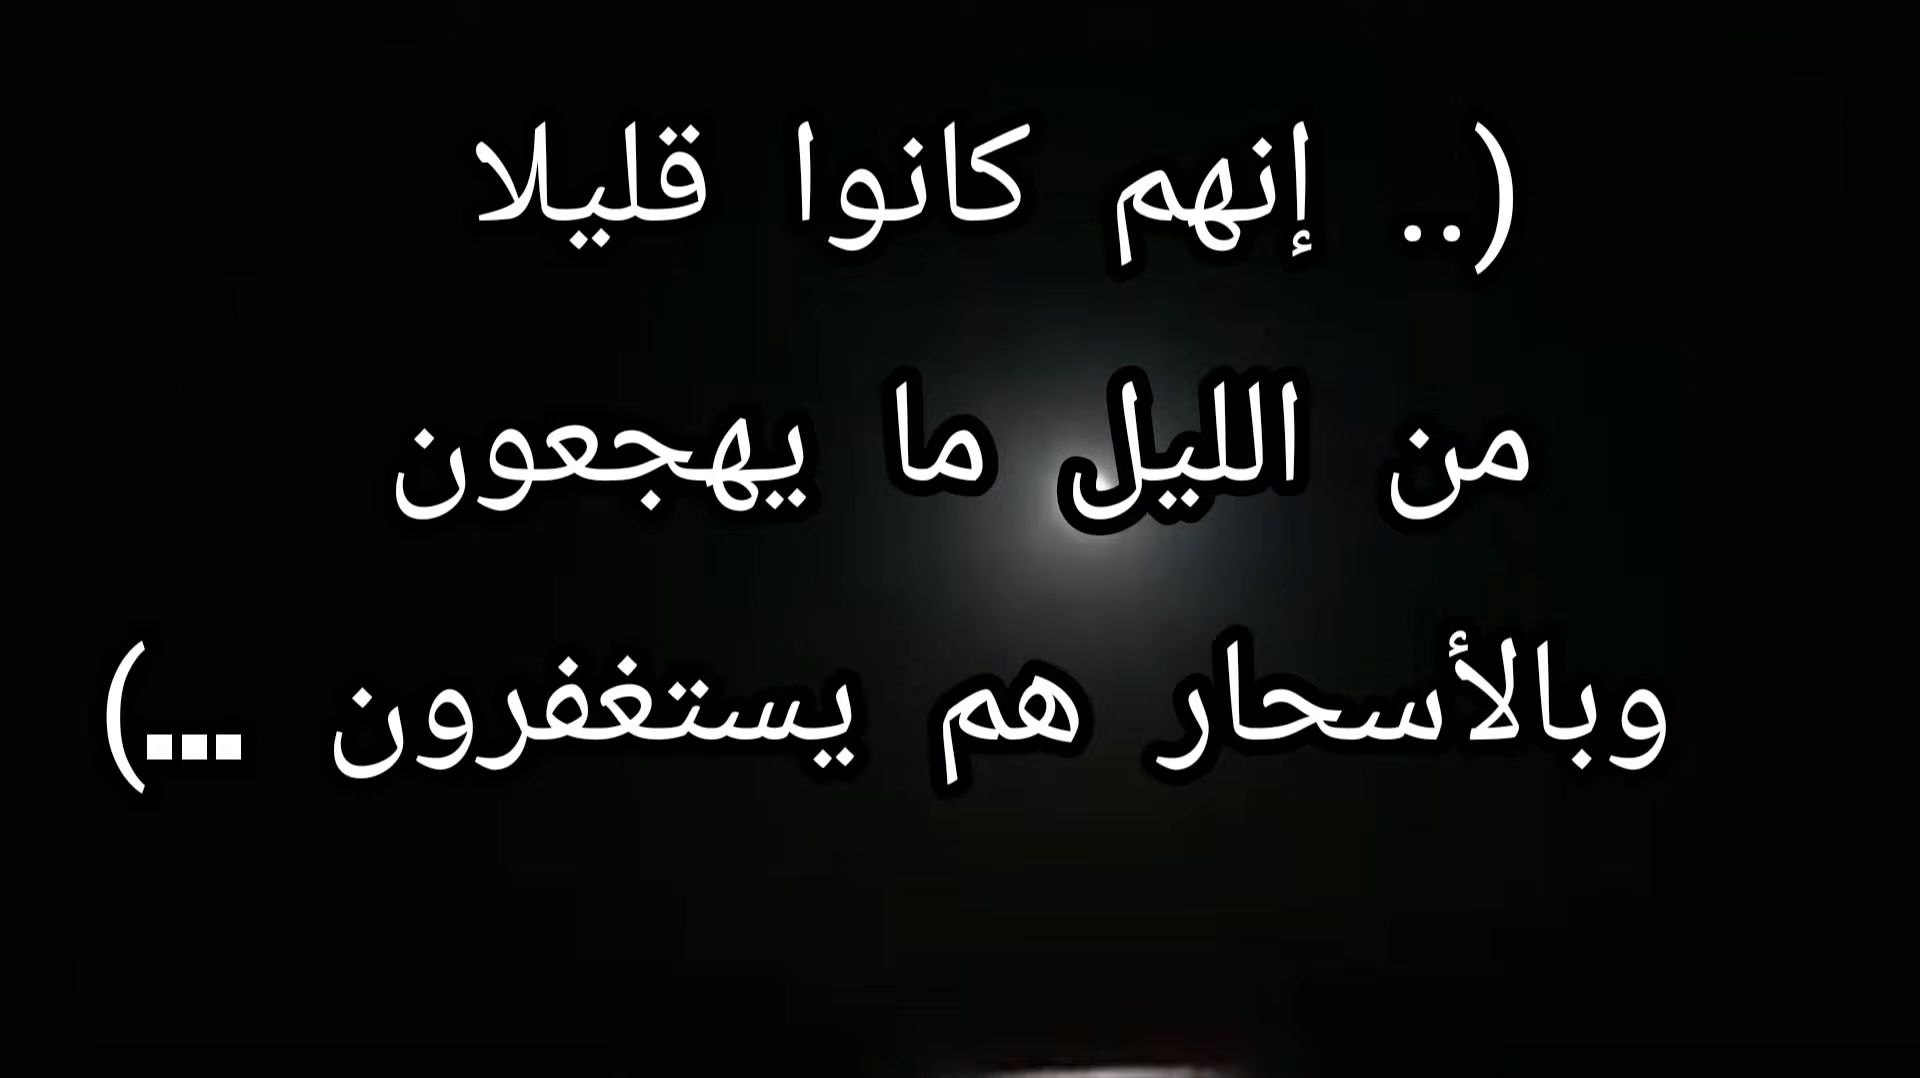 (.. إنهم كانوا قليلا
من الليل ما يهجعون
وبالأسحار هم يستغفرون ...)